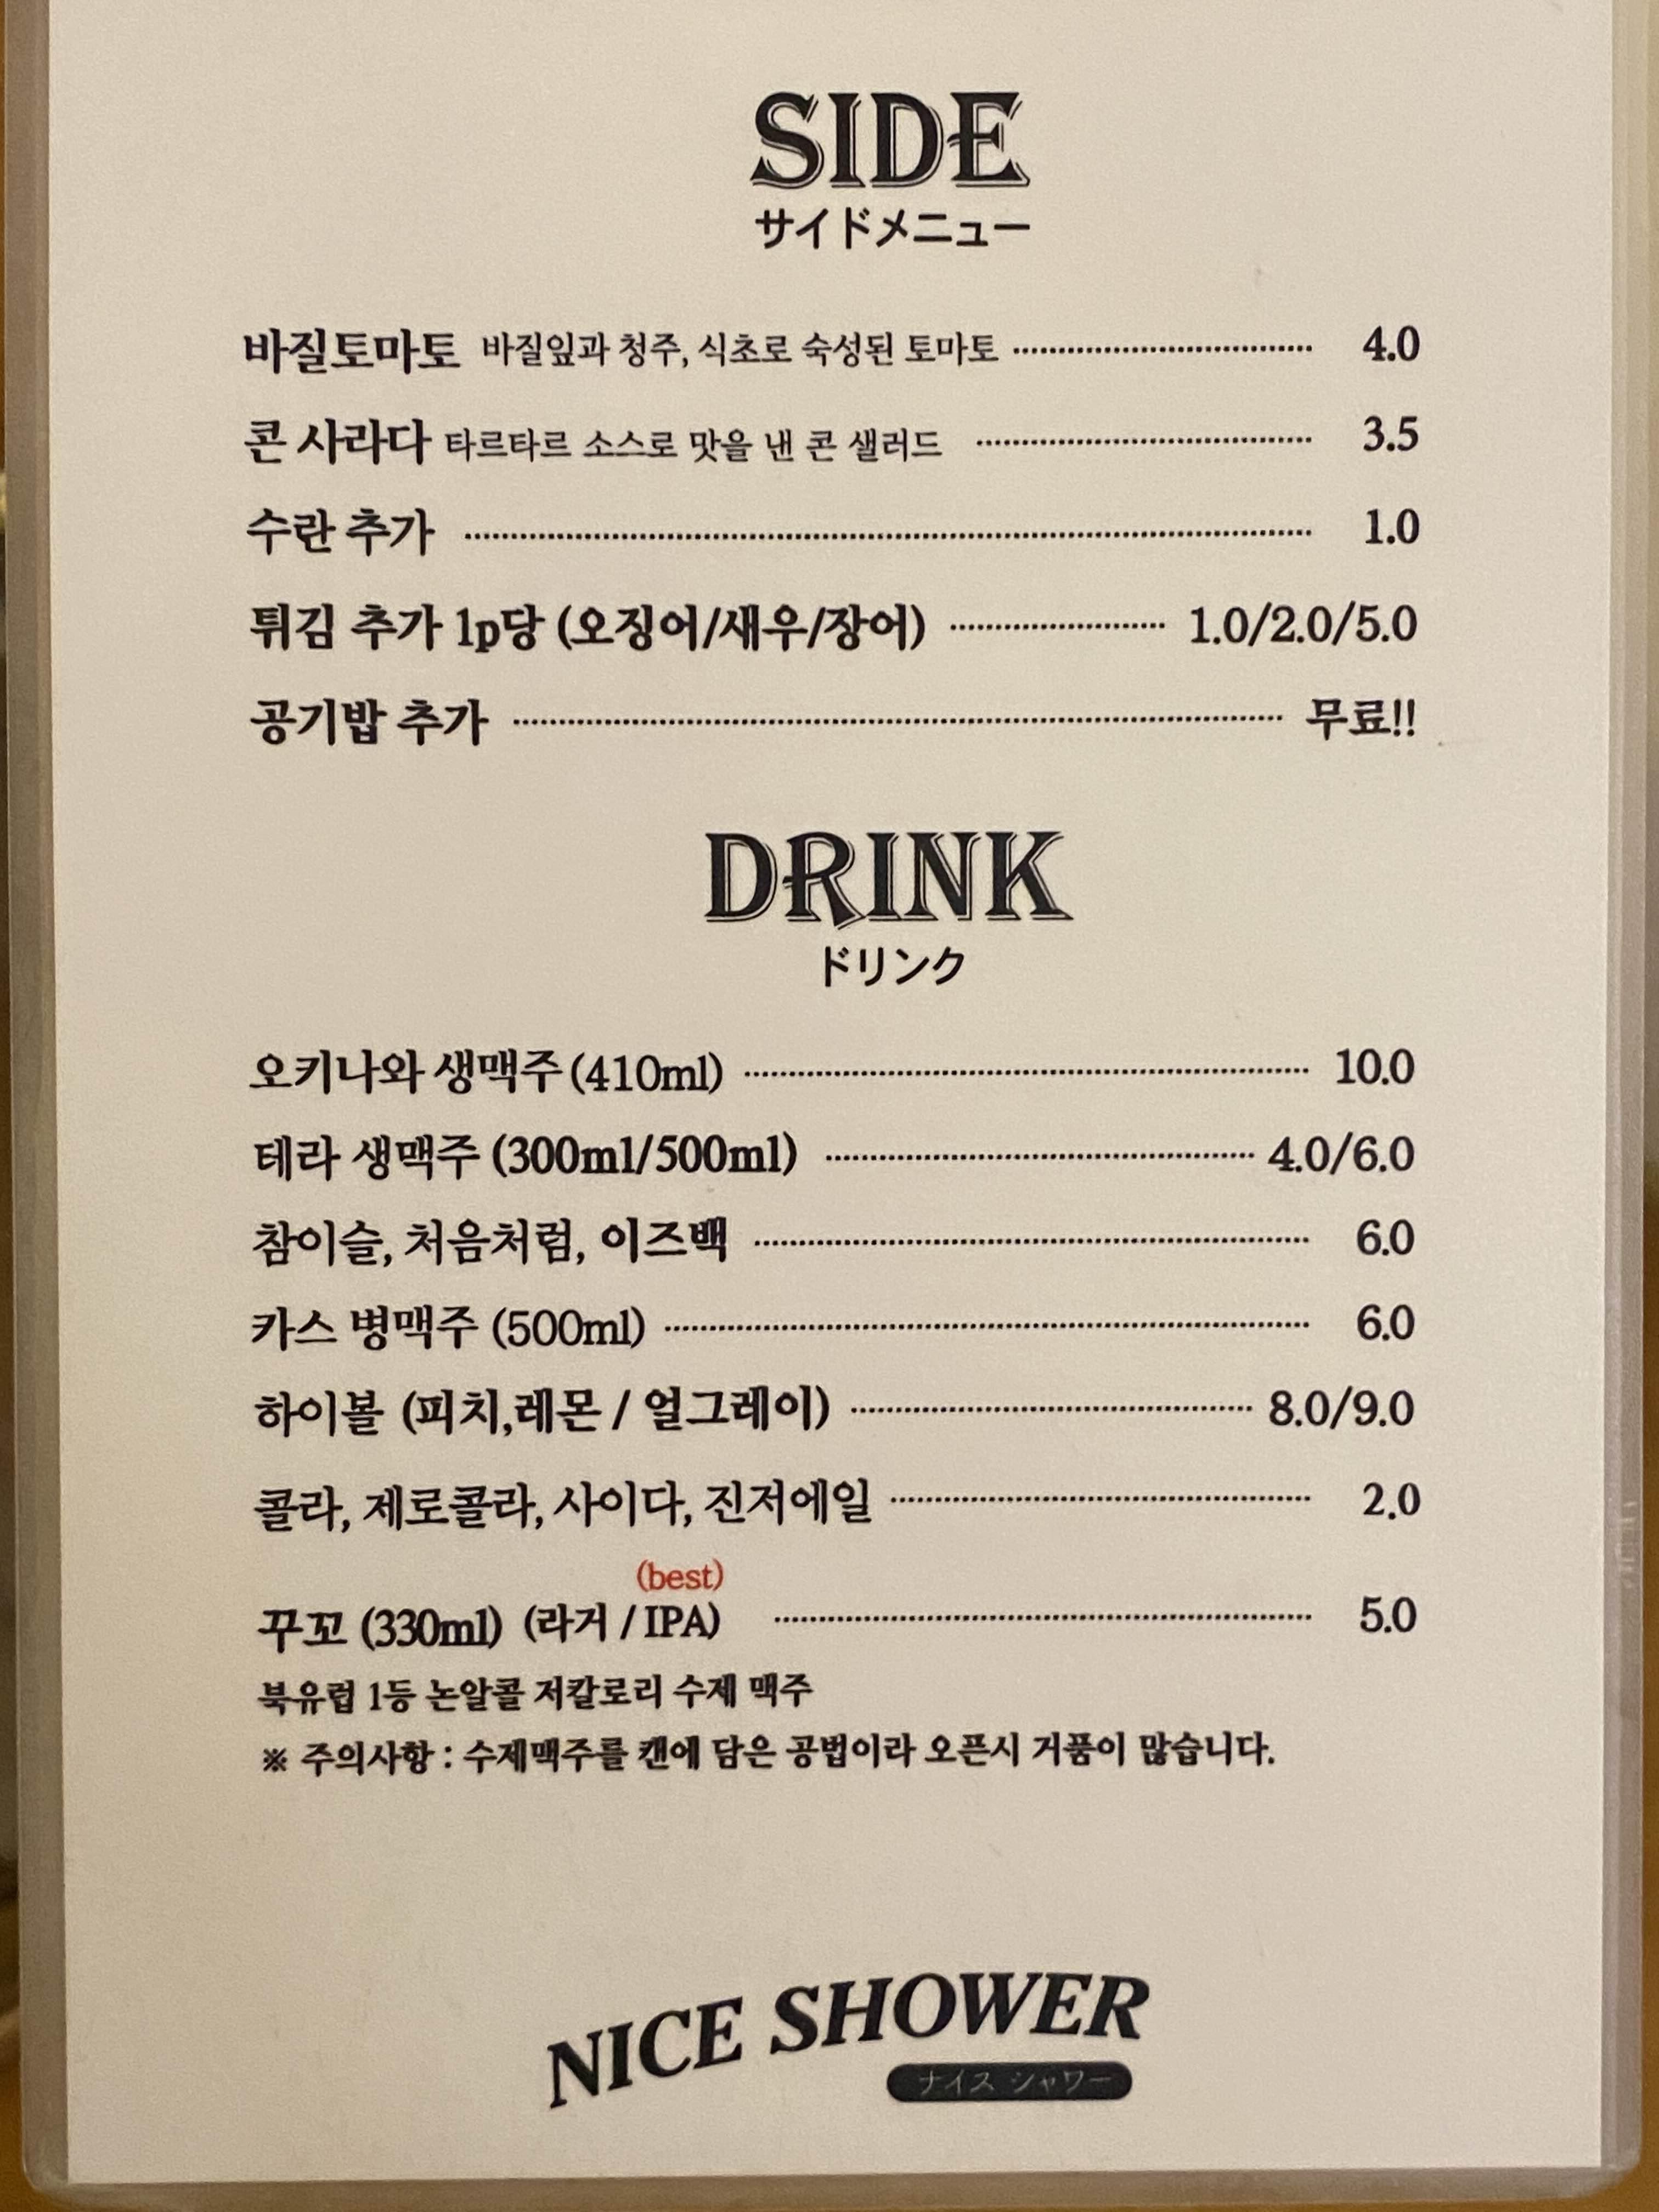 SIDE
サイドメニュー
바질토마토 바질잎과 청주, 식초로 숙성된 토마토 4.0
콘 사라다 타르타르 소스로 맛을 낸 콘 샐러드 3.5
수란 추가 1.0
튀김 추가 1p당 (오징어/새우/장어) 1.0/2.0/5.0
공기밥 추가 무료!!
DRINK
ドリンク
오키나와 생맥주 (410ml) 10.0
테라 생맥주 (300ml/500ml) 4.0/6.0
참이슬, 처음처럼, 이즈백 6.0
카스 병맥주 (500ml) 6.0
하이볼 (피치,레몬 / 얼그레이) 8.0/9.0
콜라, 제로콜라, 사이다, 진저에일 2.0
(best)
꾸꼬 (330ml) (라거 / IPA) 5.0
북유럽 1등 논알콜 저칼로리 수제 맥주
※ 주의사항 : 수제맥주를 캔에 담은 공법이라 오픈시 거품이 많습니다.
NICE SHOWER
ナイス シャワー